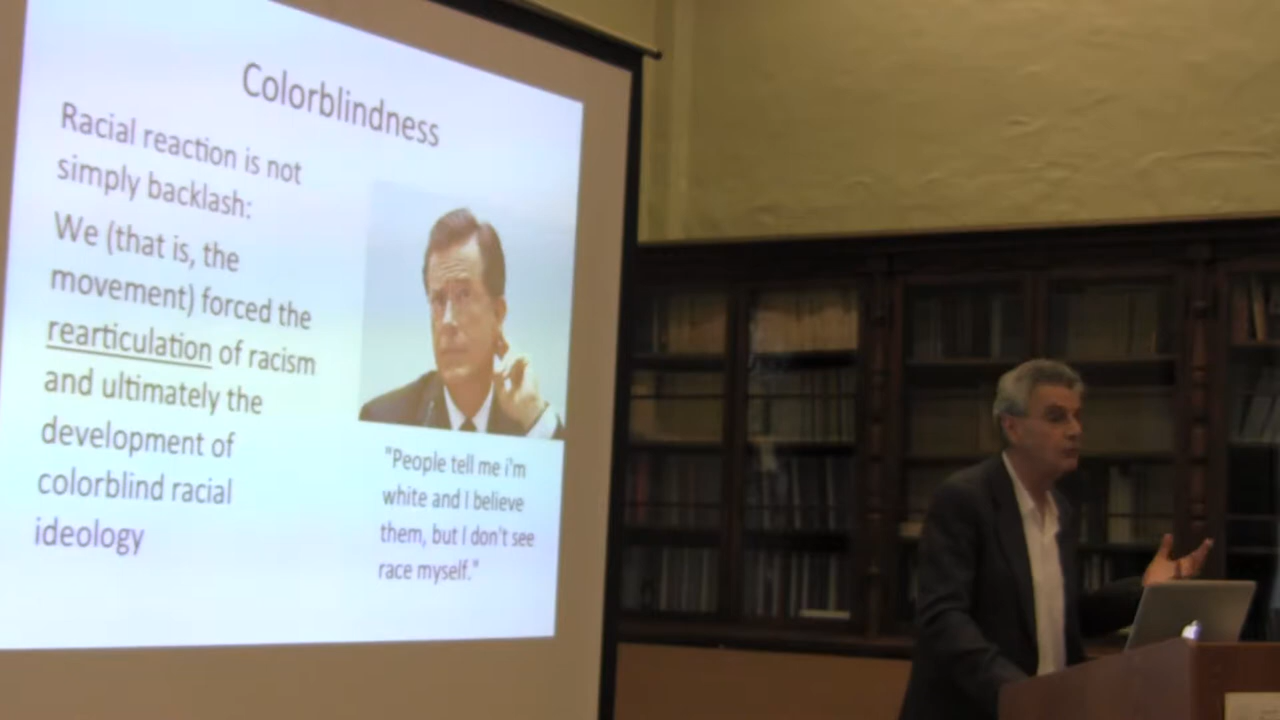 Colorblindness
Racial reaction is not
simply backlash:
We (that is, the
movement) forced the
rearticulation of racism
and ultimately the
development of
colorblind racial
ideology
"People tell me i'm
white and I believe
them, but I don't see
race myself."